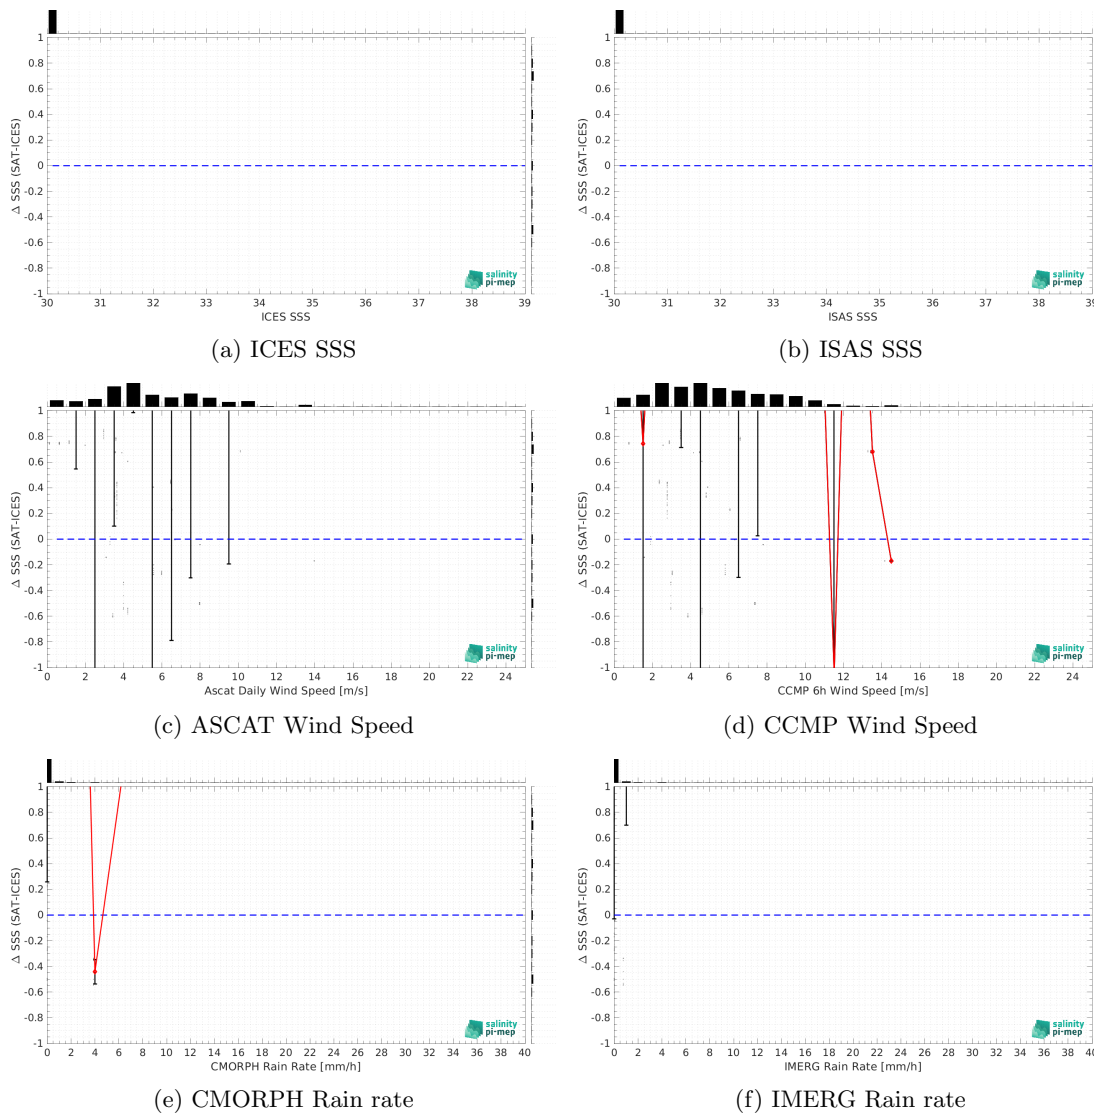 1
0.8
0.6
0.4
0.2
0
-0.2
-0.4
-0.6
-0.8
-1
Δ SSS (SAT-ICES)
30 31 32 33 34 35 36 37 38 39
ICES SSS
salinity
pi-mep
(a) ICES SSS
1
0.8
0.6
0.4
0.2
0
-0.2
-0.4
-0.6
-0.8
-1
Δ SSS (SAT-ICES)
30 31 32 33 34 35 36 37 38 39
ISAS SSS
salinity
pi-mep
(b) ISAS SSS
1
0.8
0.6
0.4
0.2
0
-0.2
-0.4
-0.6
-0.8
-1
Δ SSS (SAT-ICES)
0 2 4 6 8 10 12 14 16 18 20 22 24
Ascat Daily Wind Speed [m/s]
salinity
pi-mep
(c) ASCAT Wind Speed
1
0.8
0.6
0.4
0.2
0
-0.2
-0.4
-0.6
-0.8
-1
Δ SSS (SAT-ICES)
0 2 4 6 8 10 12 14 16 18 20 22 24
CCMP 6h Wind Speed [m/s]
salinity
pi-mep
(d) CCMP Wind Speed
1
0.8
0.6
0.4
0.2
0
-0.2
-0.4
-0.6
-0.8
-1
Δ SSS (SAT-ICES)
0 2 4 6 8 10 12 14 16 18 20 22 24 26 28 30 32 34 36 38 40
CMORPH Rain Rate [mm/h]
salinity
pi-mep
(e) CMORPH Rain rate
1
0.8
0.6
0.4
0.2
0
-0.2
-0.4
-0.6
-0.8
-1
Δ SSS (SAT-ICES)
0 2 4 6 8 10 12 14 16 18 20 22 24 26 28 30 32 34 36 38 40
IMERG Rain Rate [mm/h]
salinity
pi-mep
(f) IMERG Rain rate